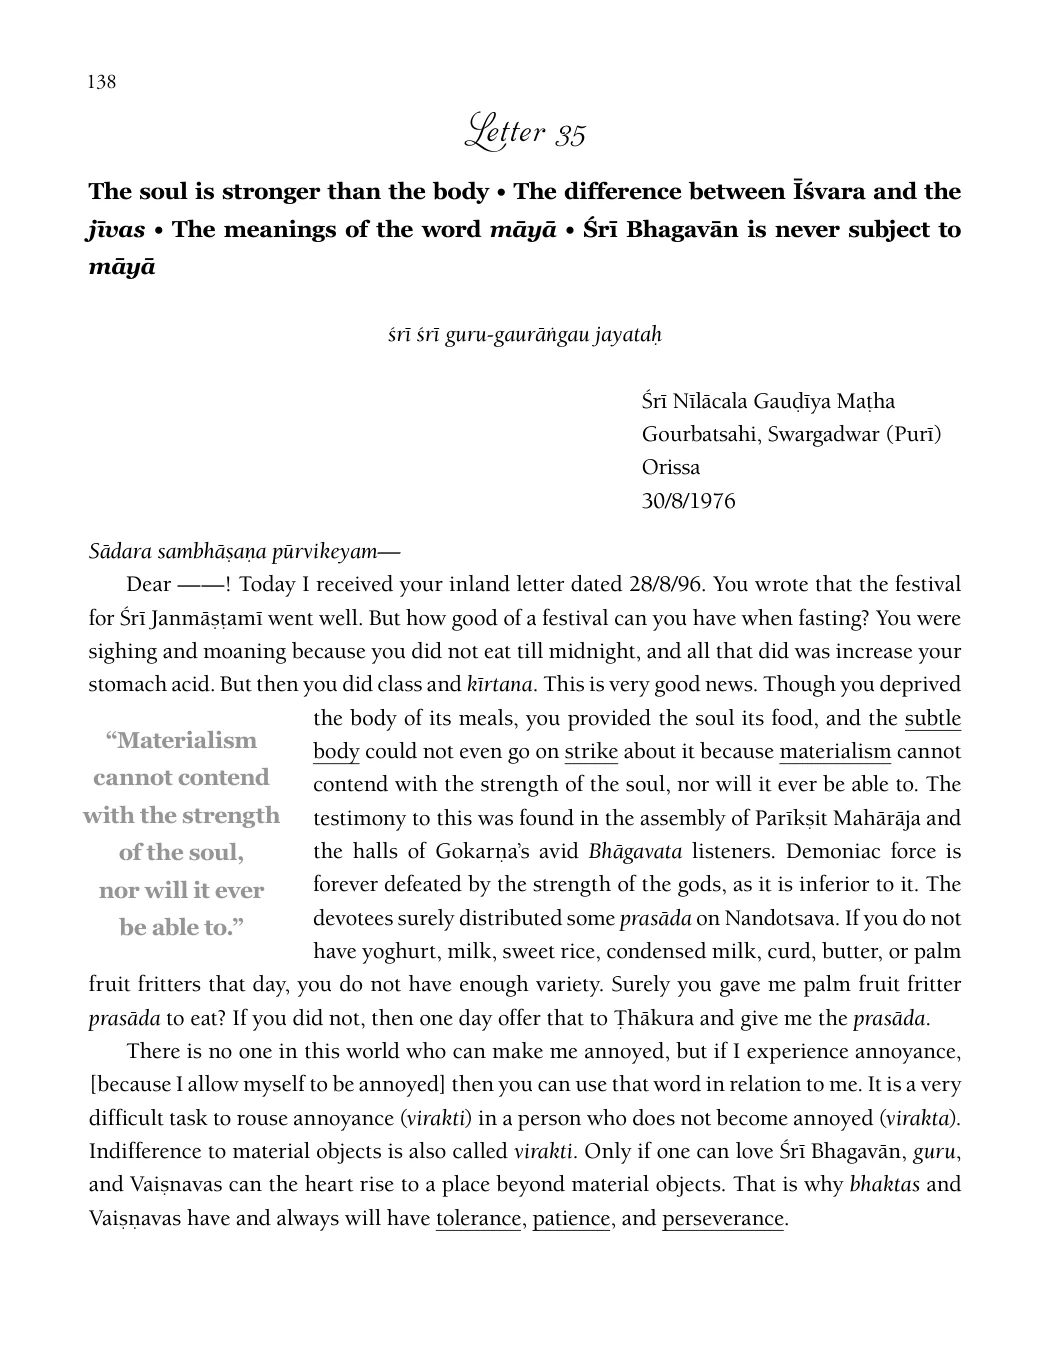 138
Letter 35
The soul is stronger than the body • The difference between Īśvara and the
jīvas • The meanings of the word māyā • Śrī Bhagavān is never subject to
māyā
śrī śrī guru-gaurāṅgau jayataḥ
Śrī Nīlācala Gauḍīya Maṭha
Gourbatsahi, Swargadwar (Purī)
Orissa
30/8/1976
Sādara sambhāṣaṇa pūrvikeyam—
Dear ——! Today I received your inland letter dated 28/8/96. You wrote that the festival
for Śrī Janmāṣṭamī went well. But how good of a festival can you have when fasting? You were
sighing and moaning because you did not eat till midnight, and all that did was increase your
stomach acid. But then you did class and kīrtana. This is very good news. Though you deprived
the body of its meals, you provided the soul its food, and the subtle
body could not even go on strike about it because materialism cannot
contend with the strength of the soul, nor will it ever be able to. The
testimony to this was found in the assembly of Parīkṣit Mahārāja and
the halls of Gokarṇa’s avid Bhāgavata listeners. Demoniac force is
forever defeated by the strength of the gods, as it is inferior to it. The
devotees surely distributed some prasāda on Nandotsava. If you do not
have yoghurt, milk, sweet rice, condensed milk, curd, butter, or palm
“Materialism
cannot contend
with the strength
of the soul,
nor will it ever
be able to.”
fruit fritters that day, you do not have enough variety. Surely you gave me palm fruit fritter
prasāda to eat? If you did not, then one day offer that to Ṭhākura and give me the prasāda.
There is no one in this world who can make me annoyed, but if I experience annoyance,
[because I allow myself to be annoyed] then you can use that word in relation to me. It is a very
difficult task to rouse annoyance (virakti) in a person who does not become annoyed (virakta).
Indifference to material objects is also called virakti. Only if one can love Śrī Bhagavān, guru,
and Vaiṣnavas can the heart rise to a place beyond material objects. That is why bhaktas and
Vaiṣṇavas have and always will have tolerance, patience, and perseverance.